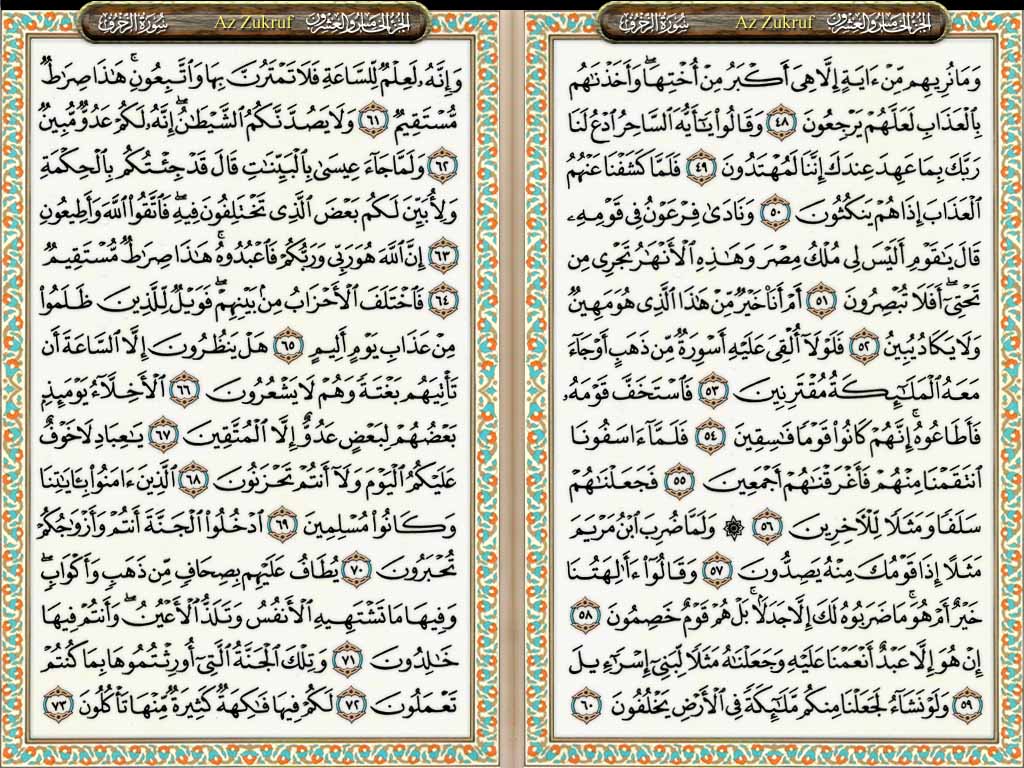 سورة الزخرف Az Zukruf الجزء الخامس والعشرون
وَمَا نُرِيهِم مِّنْ ءَايَةٍ إِلَّا هِىَ أَكْبَرُ مِنْ أُخْتِهَا ۖ وَأَخَذْنَٰهُم
بِٱلْعَذَابِ لَعَلَّهُمْ يَرْجِعُونَ ٤٨ وَقَالُوا۟ يَٰٓأَيُّهَ ٱلسَّاحِرُ ٱدْعُ لَنَا
رَبَّكَ بِمَا عَهِدَ عِندَكَ إِنَّنَا لَمُهْتَدُونَ ٤٩ فَلَمَّا كَشَفْنَا عَنْهُمُ
ٱلْعَذَابَ إِذَا هُمْ يَنكُثُونَ ٥٠ وَنَادَىٰ فِرْعَوْنُ فِى قَوْمِهِۦ
قَالَ يَٰقَوْمِ أَلَيْسَ لِى مُلْكُ مِصْرَ وَهَٰذِهِ ٱلْأَنْهَٰرُ تَجْرِى مِن
تَحْتِىٓ ۖ أَفَلَا تُبْصِرُونَ ٥١ أَمْ أَنَا۠ خَيْرٌ مِّنْ هَٰذَا ٱلَّذِى هُوَ مَهِينٌ
وَلَا يَكَادُ يُبِينُ ٥٢ فَلَوْلَآ أُلْقِىَ عَلَيْهِ أَسْوِرَةٌ مِّن ذَهَبٍ أَوْ جَآءَ
مَعَهُ ٱلْمَلَٰٓئِكَةُ مُقْتَرِنِينَ ٥٣ فَٱسْتَخَفَّ قَوْمَهُۥ
فَأَطَاعُوهُ ۚ إِنَّهُمْ كَانُوا۟ قَوْمًا فَٰسِقِينَ ٥٤ فَلَمَّآ ءَاسَفُونَا
ٱنتَقَمْنَا مِنْهُمْ فَأَغْرَقْنَٰهُمْ أَجْمَعِينَ ٥٥ فَجَعَلْنَٰهُمْ
سَلَفًا وَمَثَلًا لِّلْءَاخِرِينَ ٥٦ ۞ وَلَمَّا ضُرِبَ ٱبْنُ مَرْيَمَ
مَثَلًا إِذَا قَوْمُكَ مِنْهُ يَصِدُّونَ ٥٧ وَقَالُوٓا۟ ءَأَٰلِهَتُنَا
خَيْرٌ أَمْ هُوَ ۚ مَا ضَرَبُوهُ لَكَ إِلَّا جَدَلًۢا ۚ بَلْ هُمْ قَوْمٌ خَصِمُونَ ٥٨
إِنْ هُوَ إِلَّا عَبْدٌ أَنْعَمْنَا عَلَيْهِ وَجَعَلْنَٰهُ مَثَلًا لِّبَنِىٓ إِسْرَٰٓءِيلَ
٥٩ وَلَوْ نَشَآءُ لَجَعَلْنَا مِنكُم مَّلَٰٓئِكَةً فِى ٱلْأَرْضِ يَخْلُفُونَ ٦٠
سورة الزخرف Az Zukruf الجزء الخامس والعشرون
وَإِنَّهُۥ لَعِلْمٌ لِّلسَّاعَةِ فَلَا تَمْتَرُنَّ بِهَا وَٱتَّبِعُونِ ۚ هَٰذَا صِرَٰطٌ
مُّسْتَقِيمٌ ٦١ وَلَا يَصُدَّنَّكُمُ ٱلشَّيْطَٰنُ ۖ إِنَّهُۥ لَكُمْ عَدُوٌّ مُّبِينٌ
٦٢ وَلَمَّا جَآءَ عِيسَىٰ بِٱلْبَيِّنَٰتِ قَالَ قَدْ جِئْتُكُم بِٱلْحِكْمَةِ
وَلِأُبَيِّنَ لَكُم بَعْضَ ٱلَّذِى تَخْتَلِفُونَ فِيهِ ۖ فَٱتَّقُوا۟ ٱللَّهَ وَأَطِيعُونِ
٦٣ إِنَّ ٱللَّهَ هُوَ رَبِّى وَرَبُّكُمْ فَٱعْبُدُوهُ ۚ هَٰذَا صِرَٰطٌ مُّسْتَقِيمٌ
٦٤ فَٱخْتَلَفَ ٱلْأَحْزَابُ مِنۢ بَيْنِهِمْ ۖ فَوَيْلٌ لِّلَّذِينَ ظَلَمُوا۟
مِنْ عَذَابِ يَوْمٍ أَلِيمٍ ٦٥ هَلْ يَنظُرُونَ إِلَّا ٱلسَّاعَةَ أَن
تَأْتِيَهُم بَغْتَةً وَهُمْ لَا يَشْعُرُونَ ٦٦ ٱلْأَخِلَّآءُ يَوْمَئِذٍۭ
بَعْضُهُمْ لِبَعْضٍ عَدُوٌّ إِلَّا ٱلْمُتَّقِينَ ٦٧ يَٰعِبَادِ لَا خَوْفٌ
عَلَيْكُمُ ٱلْيَوْمَ وَلَآ أَنتُمْ تَحْزَنُونَ ٦٨ ٱلَّذِينَ ءَامَنُوا۟ بِـَٔايَٰتِنَا
وَكَانُوا۟ مُسْلِمِينَ ٦٩ ٱدْخُلُوا۟ ٱلْجَنَّةَ أَنتُمْ وَأَزْوَٰجُكُمْ
تُحْبَرُونَ ٧٠ يُطَافُ عَلَيْهِم بِصِحَافٍ مِّن ذَهَبٍ وَأَكْوَابٍ ۖ
وَفِيهَا مَا تَشْتَهِيهِ ٱلْأَنفُسُ وَتَلَذُّ ٱلْأَعْيُنُ ۖ وَأَنتُمْ فِيهَا
خَٰلِدُونَ ٧١ وَتِلْكَ ٱلْجَنَّةُ ٱلَّتِىٓ أُورِثْتُمُوهَا بِمَا كُنتُمْ
تَعْمَلُونَ ٧٢ لَكُمْ فِيهَا فَٰكِهَةٌ كَثِيرَةٌ مِّنْهَا تَأْكُلُونَ ٧٣